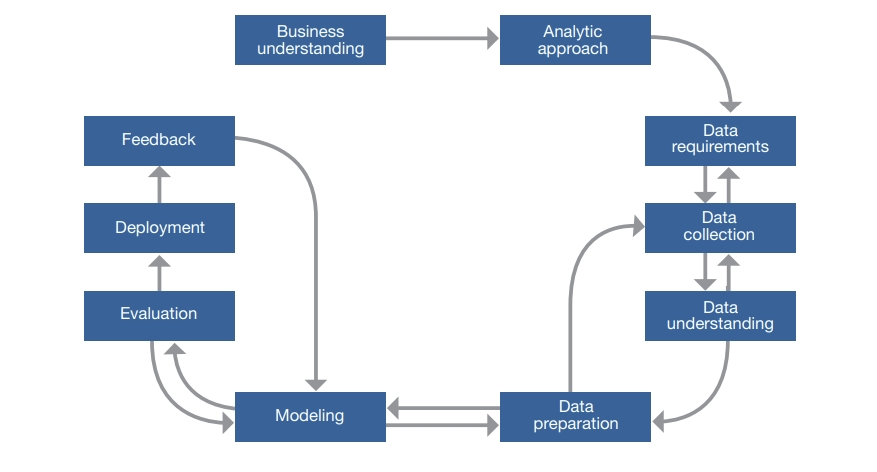 Business
understanding
Analytic
approach
Data
requirements
Data
collection
Data
understanding
Data
preparation
Modeling
Evaluation
Deployment
Feedback